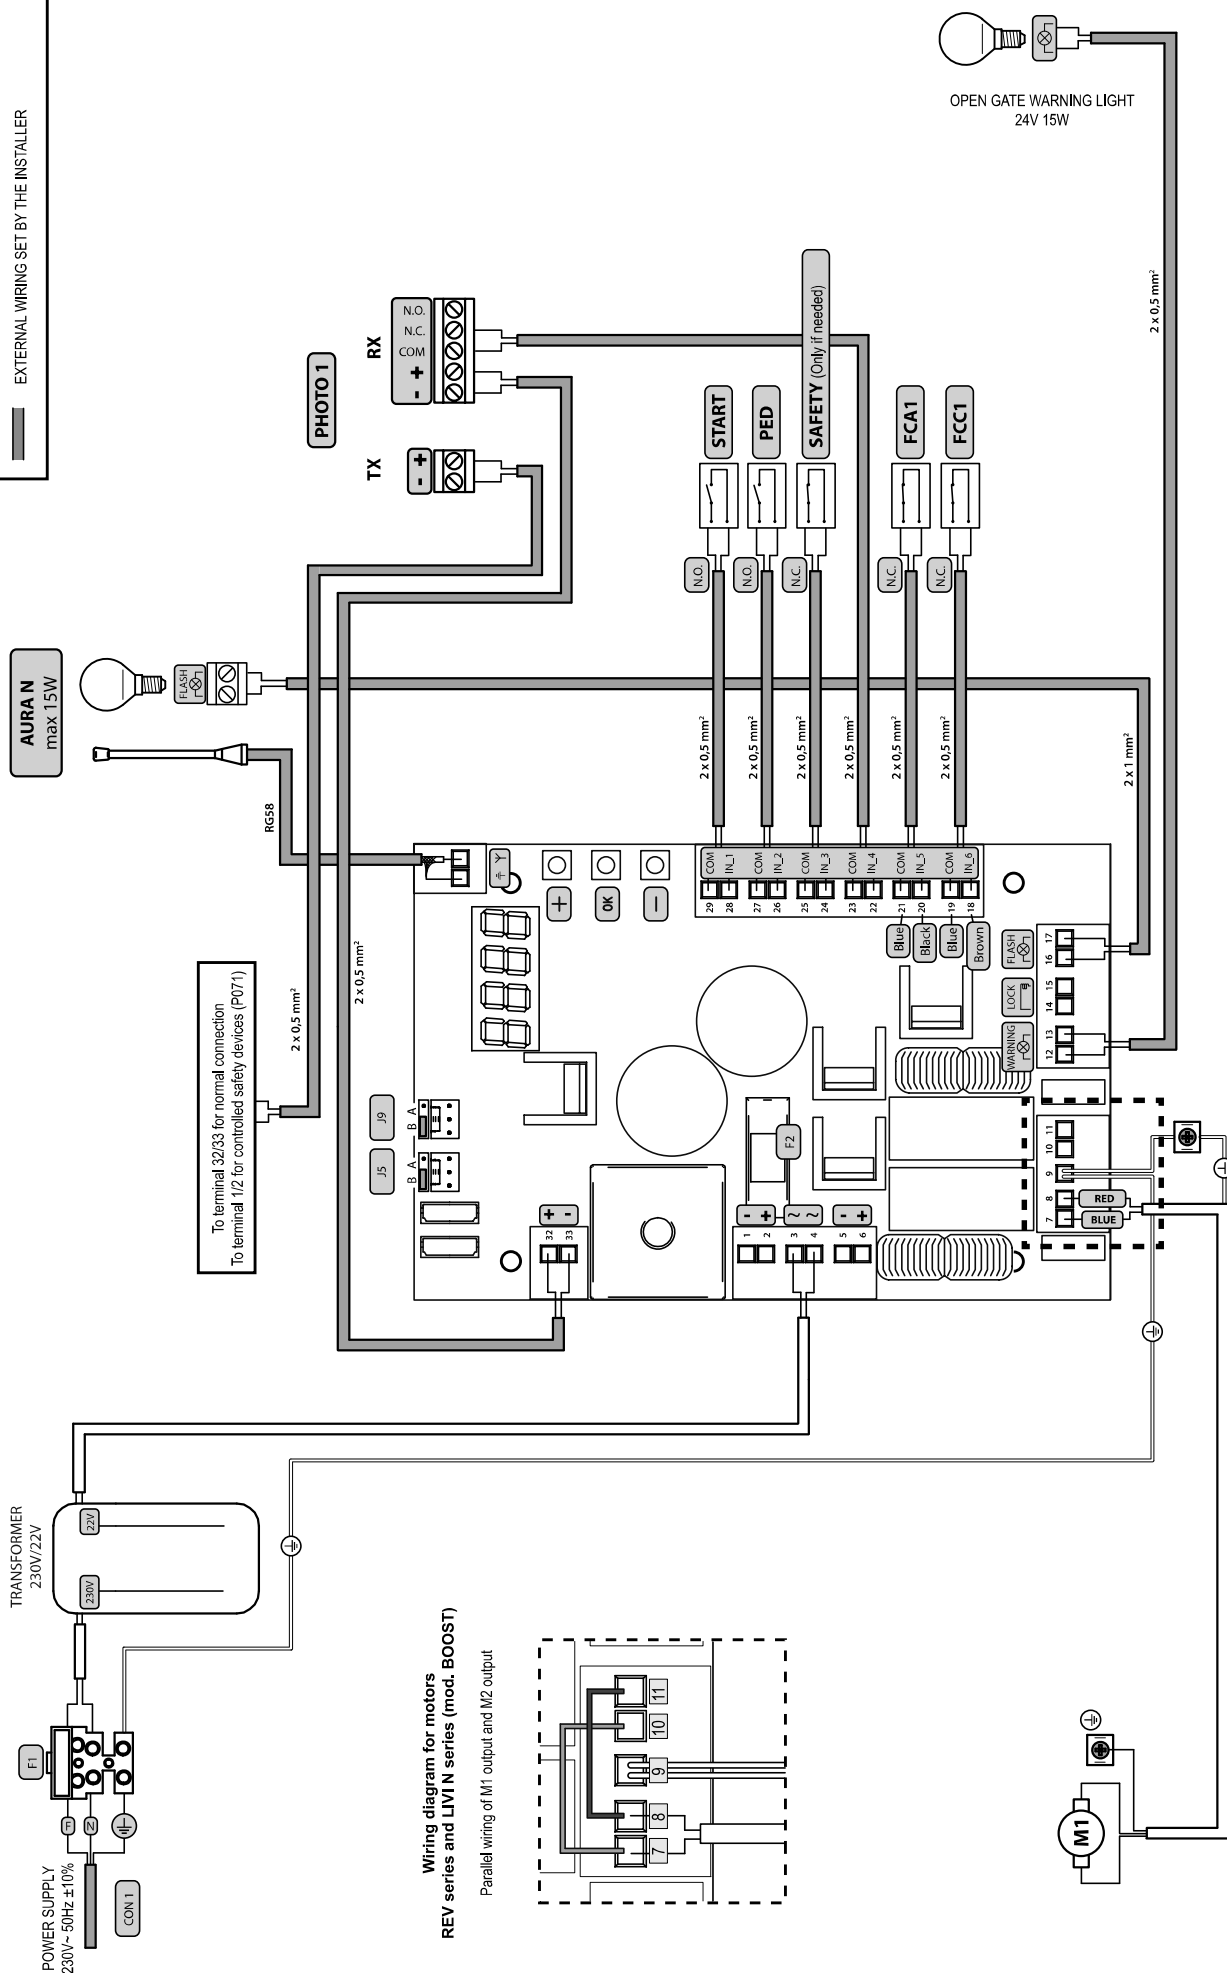 EXTERNAL WIRING SET BY THE INSTALLER
POWER SUPPLY
230V~ 50Hz ±10%
CON 1
F
N
F1
TRANSFORMER
230V/22V
230V
22V
To terminal 32/33 for normal connection
To terminal 1/2 for controlled safety devices (P071)
2 x 0,5 mm²
2 x 0,5 mm²
AURA N
max 15W
FLASH
RG58
PHOTO 1
TX
- +
RX
- +
COM
N.C.
N.O.
OPEN GATE WARNING LIGHT
24V 15W
2 x 0,5 mm²
J5
B A
J9
B A
Y
+
OK
-
32 +
33 -
1 -
2 +
3 ~
4 ~
5 -
6 +
F2
29 COM
28 IN_1
27 COM
26 IN_2
25 COM
24 IN_3
23 COM
22 IN_4
21 COM
20 IN_5
19 COM
18 IN_6
Blue
Black
Blue
Brown
2 x 0,5 mm²
N.O.
START
2 x 0,5 mm²
N.O.
PED
2 x 0,5 mm²
N.C.
SAFETY (Only if needed)
2 x 0,5 mm²
2 x 0,5 mm²
N.C.
FCA1
2 x 0,5 mm²
N.C.
FCC1
2 x 1 mm²
WARNING
LOCK
FLASH
7 8 9 10 11
12 13 14 15 16 17
RED
BLUE
Wiring diagram for motors
REV series and LIVI N series (mod. BOOST)
Parallel wiring of M1 output and M2 output
7 8 9 10 11
M1